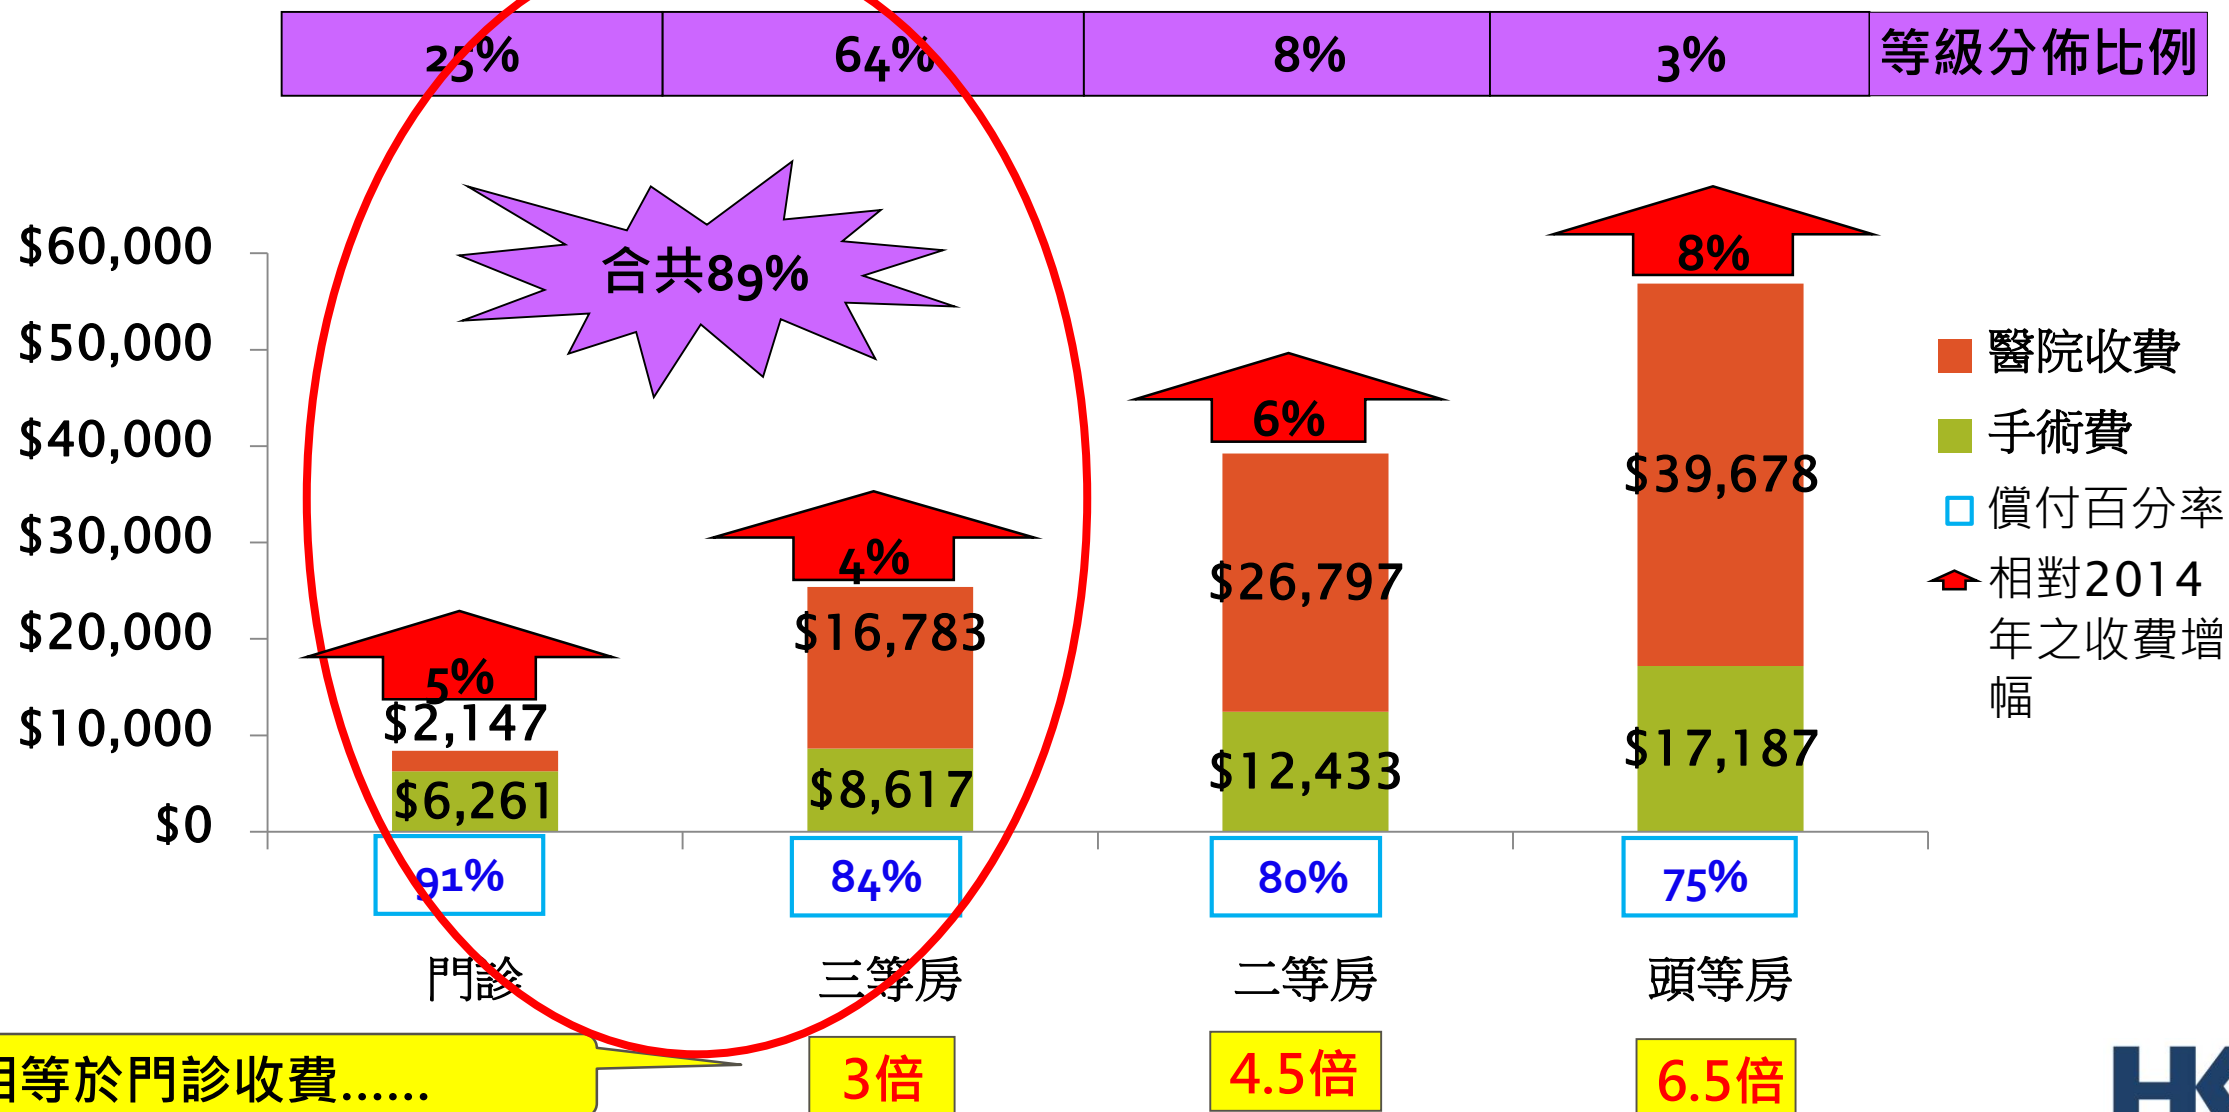 25% 64% 8% 3% 等級分佈比例
合共89%
8%
6%
4%
5%
$60,000
$50,000
$40,000
$30,000
$20,000
$10,000
$0
$2,147
$6,261
$16,783
$8,617
$26,797
$12,433
$39,678
$17,187
醫院收費
手術費
償付百分率
相對2014
年之收費增
幅
91% 84% 80% 75%
門診 三等房 二等房 頭等房
相等於門診收費…… 3倍 4.5倍 6.5倍
HK